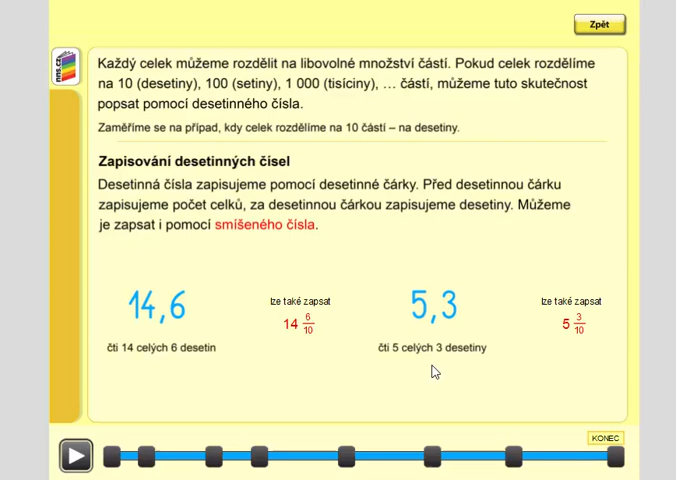 Zpět
nns.cz
Každý celek můžeme rozdělit na libovolné množství částí. Pokud celek rozdělíme
na 10 (desetiny), 100 (setiny), 1 000 (tisíciny), … částí, můžeme tuto skutečnost
popsat pomocí desetinného čísla.
Zaměříme se na případ, kdy celek rozdělíme na 10 částí – na desetiny.
Zapisování desetinných čísel
Desetinná čísla zapisujeme pomocí desetinné čárky. Před desetinnou čárku
zapisujeme počet celků, za desetinnou čárkou zapisujeme desetiny. Můžeme
je zapsat i pomocí smíšeného čísla.
14,6
lze také zapsat
14 6/10
čti 14 celých 6 desetin
5,3
lze také zapsat
5 3/10
čti 5 celých 3 desetiny
KONEC